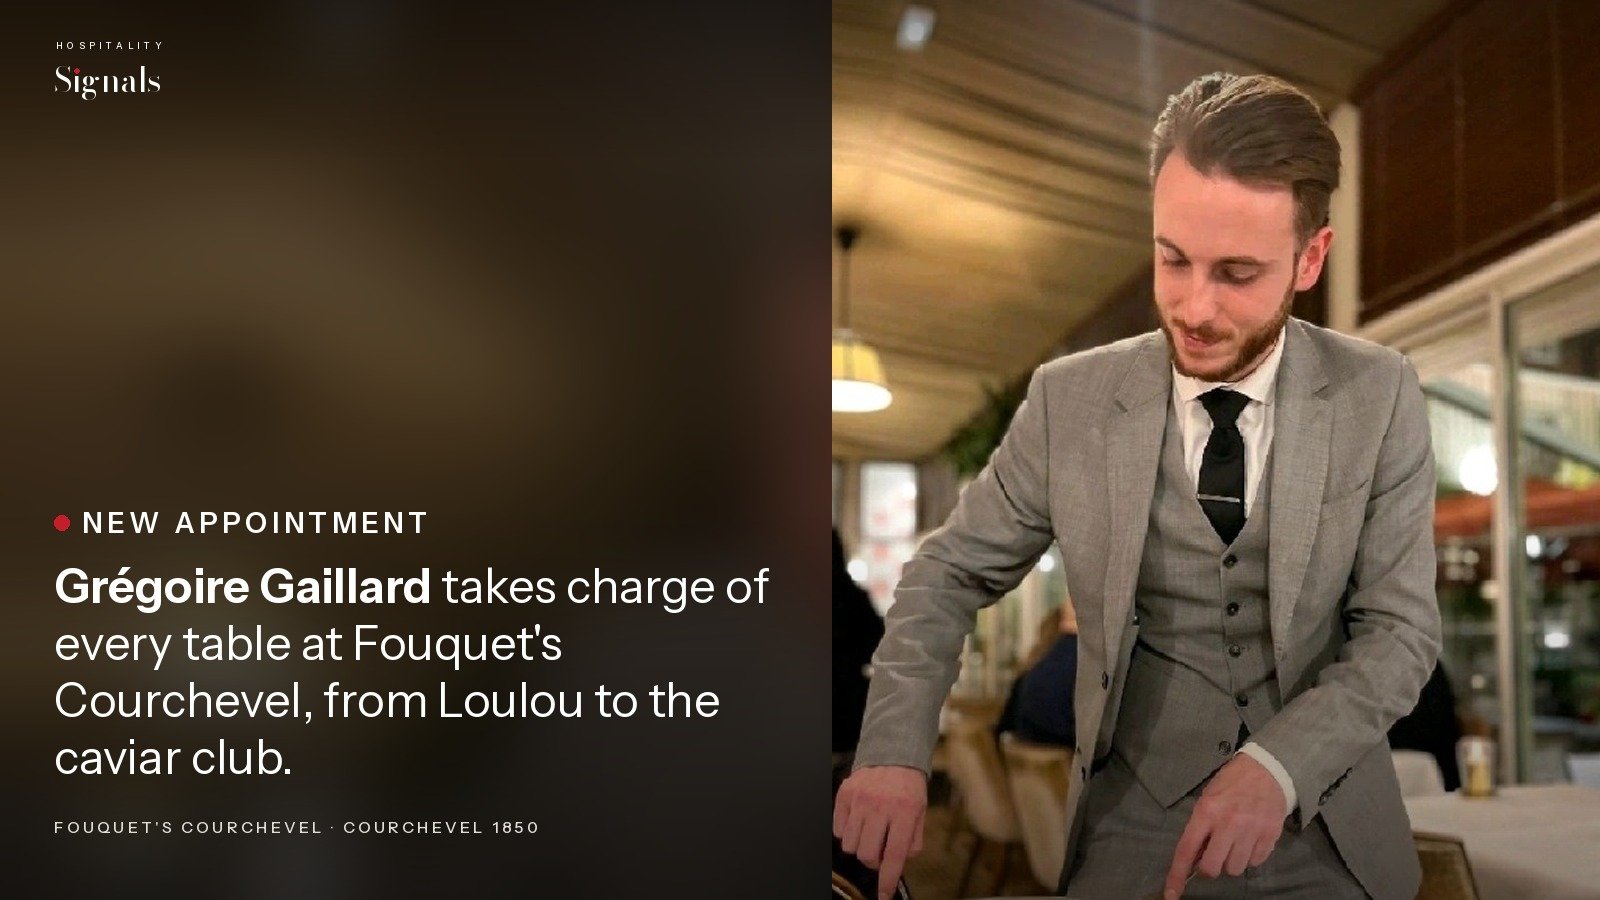 HOSPITALITY
Signals
NEW APPOINTMENT
Grégoire Gaillard takes charge of
every table at Fouquet's
Courchevel, from Loulou to the
caviar club.
FOUQUET'S COURCHEVEL · COURCHEVEL 1850